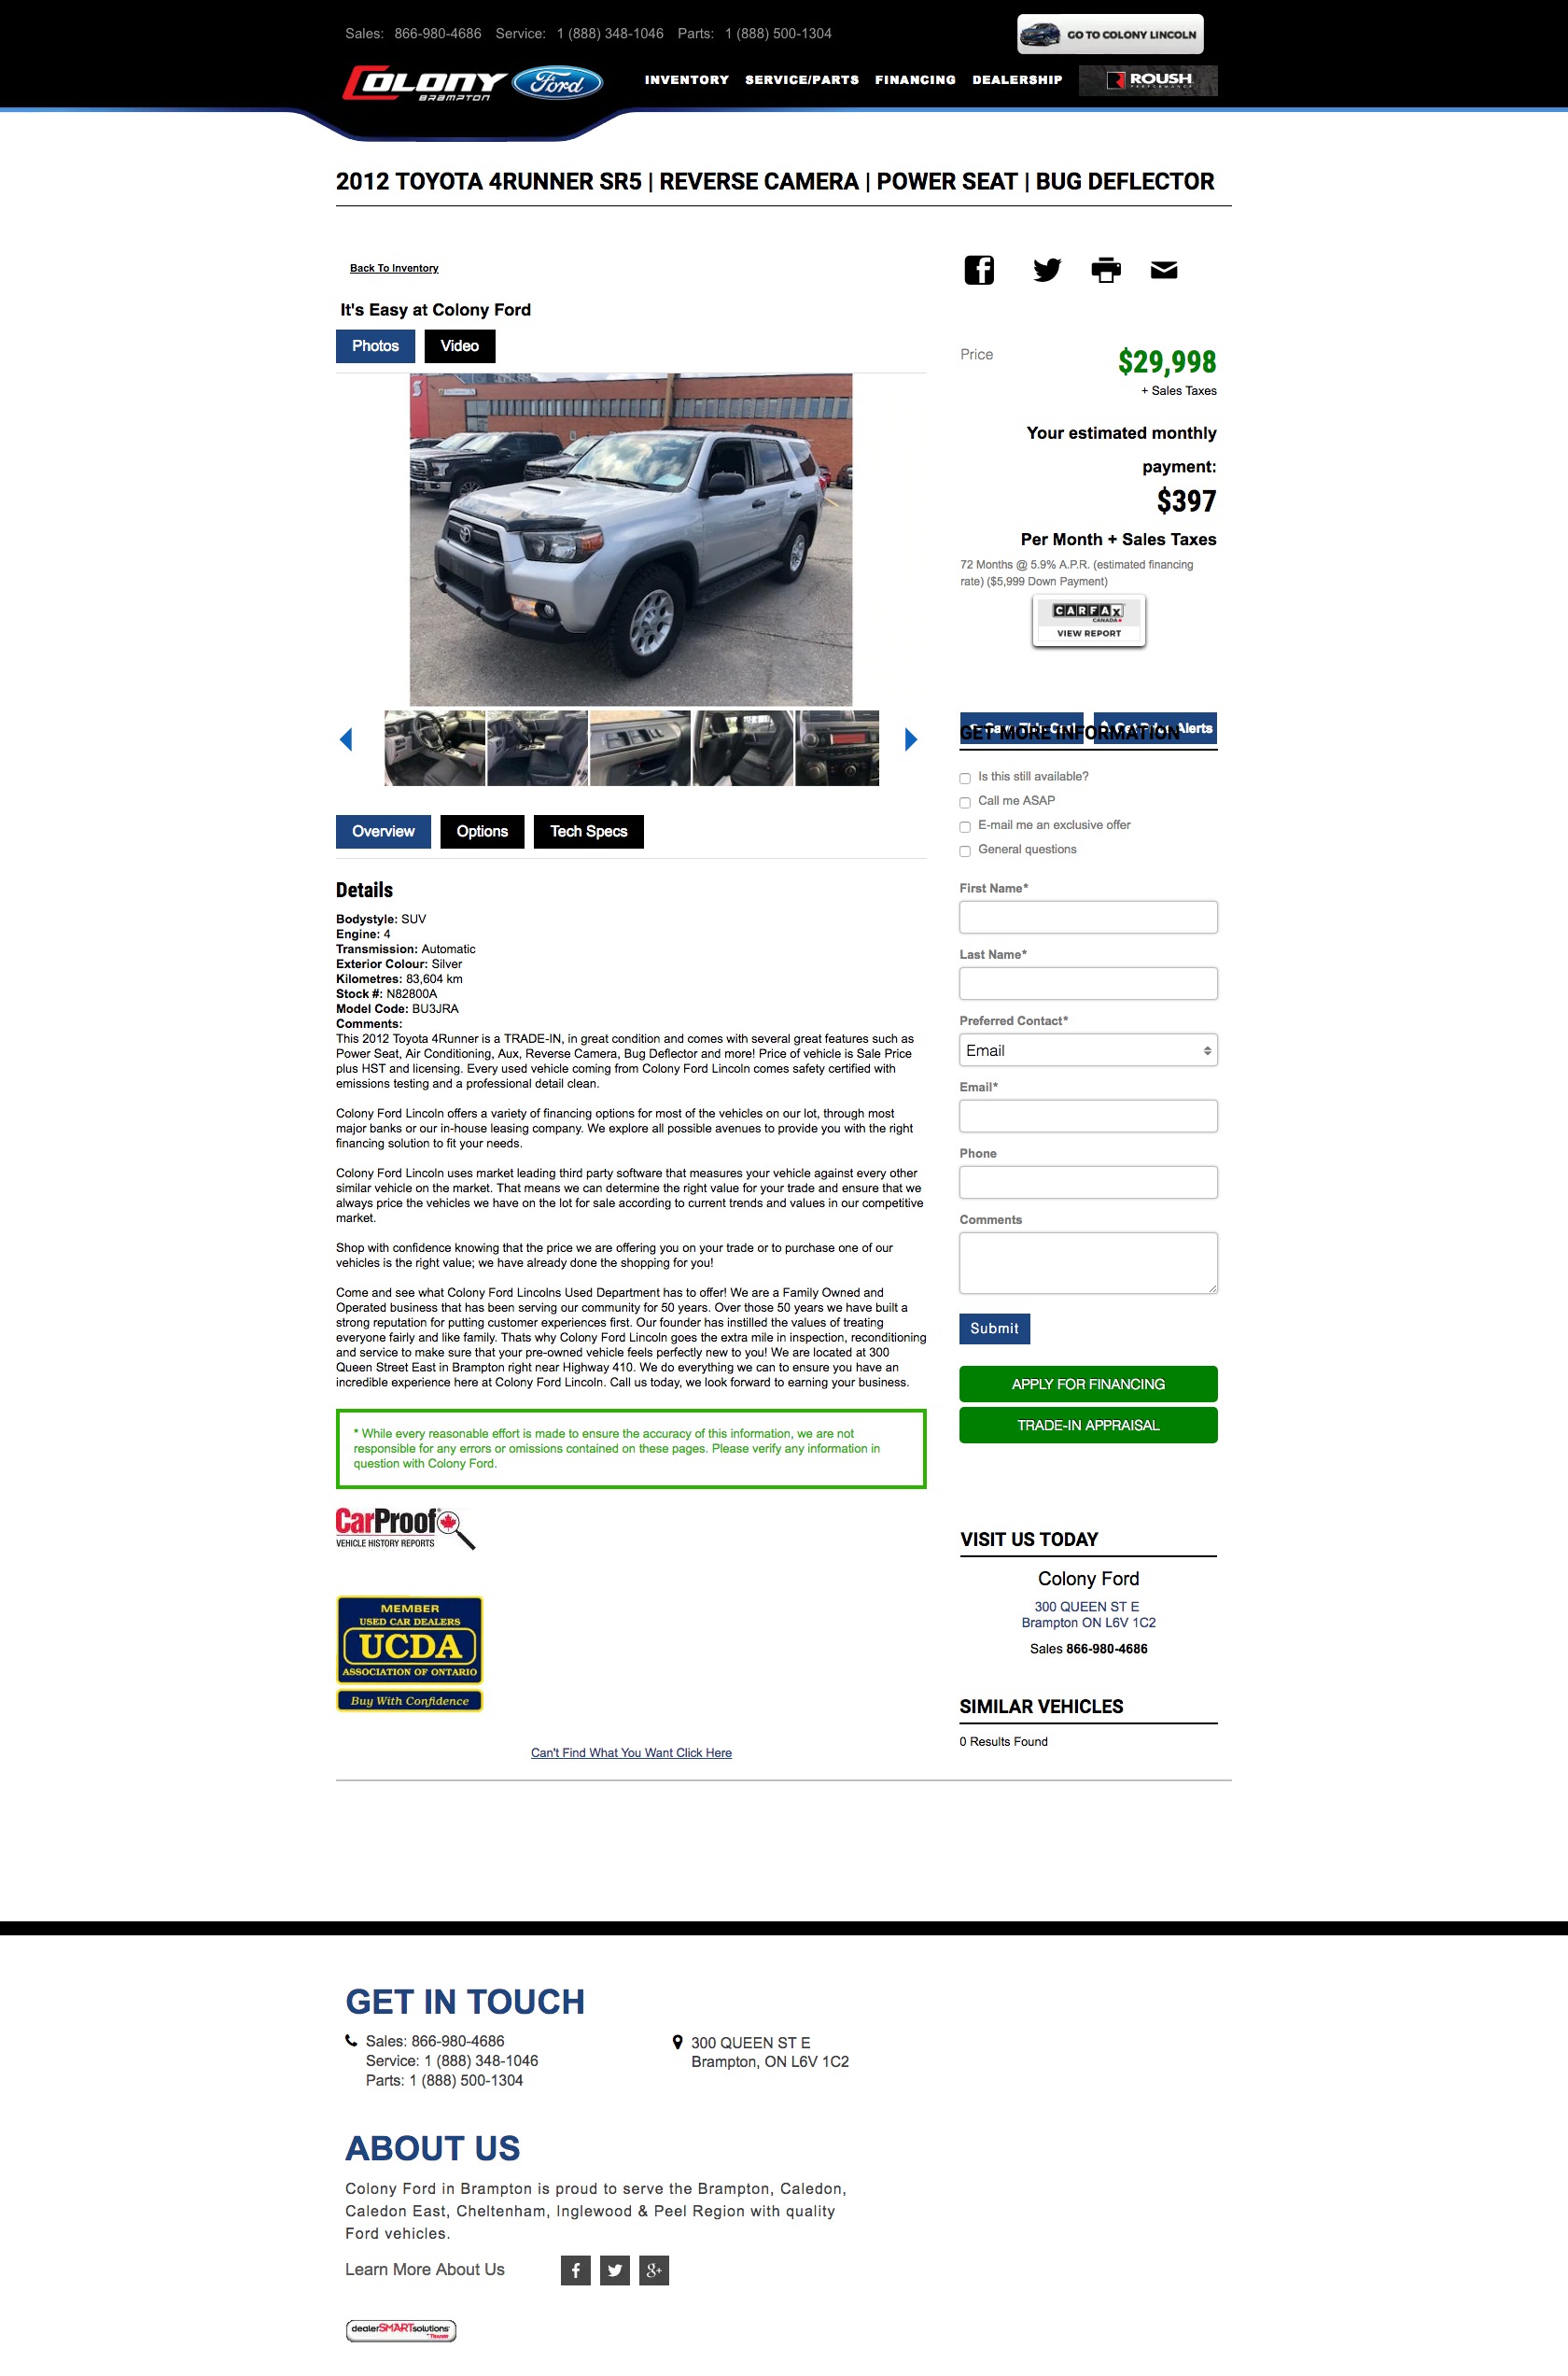 Sales: 866-980-4686 Service: 1 (888) 348-1046 Parts: 1 (888) 500-1304
GO TO COLONY LINCOLN
COLONY
BRAMPTON
Ford
INVENTORY SERVICE/PARTS FINANCING DEALERSHIP
ROUSH
PERFORMANCE
2012 TOYOTA 4RUNNER SR5 | REVERSE CAMERA | POWER SEAT | BUG DEFLECTOR
Back To Inventory
It's Easy at Colony Ford
Photos Video
Price
$29,998
+ Sales Taxes
Your estimated monthly
payment:
$397
Per Month + Sales Taxes
72 Months @ 5.9% A.P.R. (estimated financing
rate) ($5,999 Down Payment)
CARFAX
CANADA
VIEW REPORT
Save This Car! Get Price Alerts
GET MORE INFORMATION
Is this still available?
Call me ASAP
E-mail me an exclusive offer
General questions
First Name*
Last Name*
Preferred Contact*
Email
Email*
Phone
Comments
Submit
APPLY FOR FINANCING
TRADE-IN APPRAISAL
Overview Options Tech Specs
Details
Bodystyle: SUV
Engine: 4
Transmission: Automatic
Exterior Colour: Silver
Kilometres: 83,604 km
Stock #: N82800A
Model Code: BU3JRA
Comments:
This 2012 Toyota 4Runner is a TRADE-IN, in great condition and comes with several great features such as
Power Seat, Air Conditioning, Aux, Reverse Camera, Bug Deflector and more! Price of vehicle is Sale Price
plus HST and licensing. Every used vehicle coming from Colony Ford Lincoln comes safety certified with
emissions testing and a professional detail clean.
Colony Ford Lincoln offers a variety of financing options for most of the vehicles on our lot, through most
major banks or our in-house leasing company. We explore all possible avenues to provide you with the right
financing solution to fit your needs.
Colony Ford Lincoln uses market leading third party software that measures your vehicle against every other
similar vehicle on the market. That means we can determine the right value for your trade and ensure that we
always price the vehicles we have on the lot for sale according to current trends and values in our competitive
market.
Shop with confidence knowing that the price we are offering you on your trade or to purchase one of our
vehicles is the right value; we have already done the shopping for you!
Come and see what Colony Ford Lincolns Used Department has to offer! We are a Family Owned and
Operated business that has been serving our community for 50 years. Over those 50 years we have built a
strong reputation for putting customer experiences first. Our founder has instilled the values of treating
everyone fairly and like family. Thats why Colony Ford Lincoln goes the extra mile in inspection, reconditioning
and service to make sure that your pre-owned vehicle feels perfectly new to you! We are located at 300
Queen Street East in Brampton right near Highway 410. We do everything we can to ensure you have an
incredible experience here at Colony Ford Lincoln. Call us today, we look forward to earning your business.
* While every reasonable effort is made to ensure the accuracy of this information, we are not
responsible for any errors or omissions contained on these pages. Please verify any information in
question with Colony Ford.
CarProof
VEHICLE HISTORY REPORTS
MEMBER
USED CAR DEALERS
UCDA
ASSOCIATION OF ONTARIO
Buy With Confidence
VISIT US TODAY
Colony Ford
300 QUEEN ST E
Brampton ON L6V 1C2
Sales 866-980-4686
SIMILAR VEHICLES
0 Results Found
Can't Find What You Want Click Here
GET IN TOUCH
Sales: 866-980-4686
Service: 1 (888) 348-1046
Parts: 1 (888) 500-1304
300 QUEEN ST E
Brampton, ON L6V 1C2
ABOUT US
Colony Ford in Brampton is proud to serve the Brampton, Caledon,
Caledon East, Cheltenham, Inglewood & Peel Region with quality
Ford vehicles.
Learn More About Us
dealerSMARTsolutions